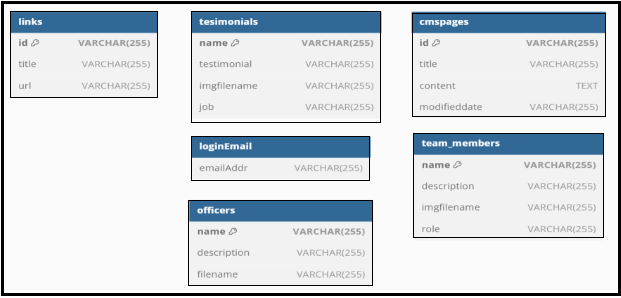 links
id VARCHAR(255)
title VARCHAR(255)
url VARCHAR(255)
tesimonials
name VARCHAR(255)
testimonial VARCHAR(255)
imgfilename VARCHAR(255)
job VARCHAR(255)
cmspages
id VARCHAR(255)
title VARCHAR(255)
content TEXT
modifieddate VARCHAR(255)
loginEmail
emailAddr VARCHAR(255)
team_members
name VARCHAR(255)
description VARCHAR(255)
imgfilename VARCHAR(255)
role VARCHAR(255)
officers
name VARCHAR(255)
description VARCHAR(255)
filename VARCHAR(255)